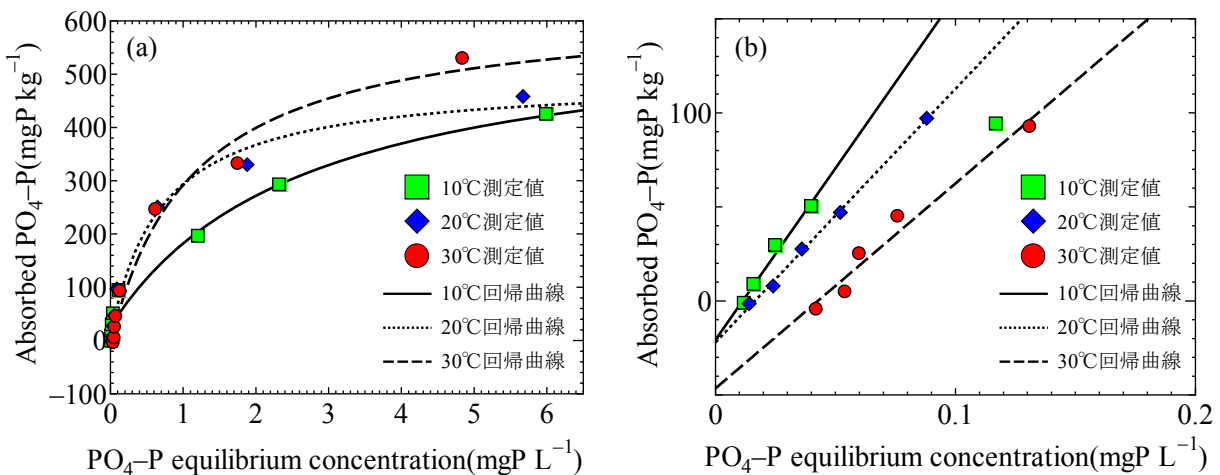 (a)
Absorbed PO₄–P(mgP kg⁻¹)
600
500
400
300
200
100
0
–100
0
1
2
3
4
5
6
PO₄–P equilibrium concentration(mgP L⁻¹)
10℃測定値
20℃測定値
30℃測定値
10℃回帰曲線
20℃回帰曲線
30℃回帰曲線
(b)
Absorbed PO₄–P(mgP kg⁻¹)
100
0
0
0.1
0.2
PO₄–P equilibrium concentration(mgP L⁻¹)
10℃測定値
20℃測定値
30℃測定値
10℃回帰曲線
20℃回帰曲線
30℃回帰曲線